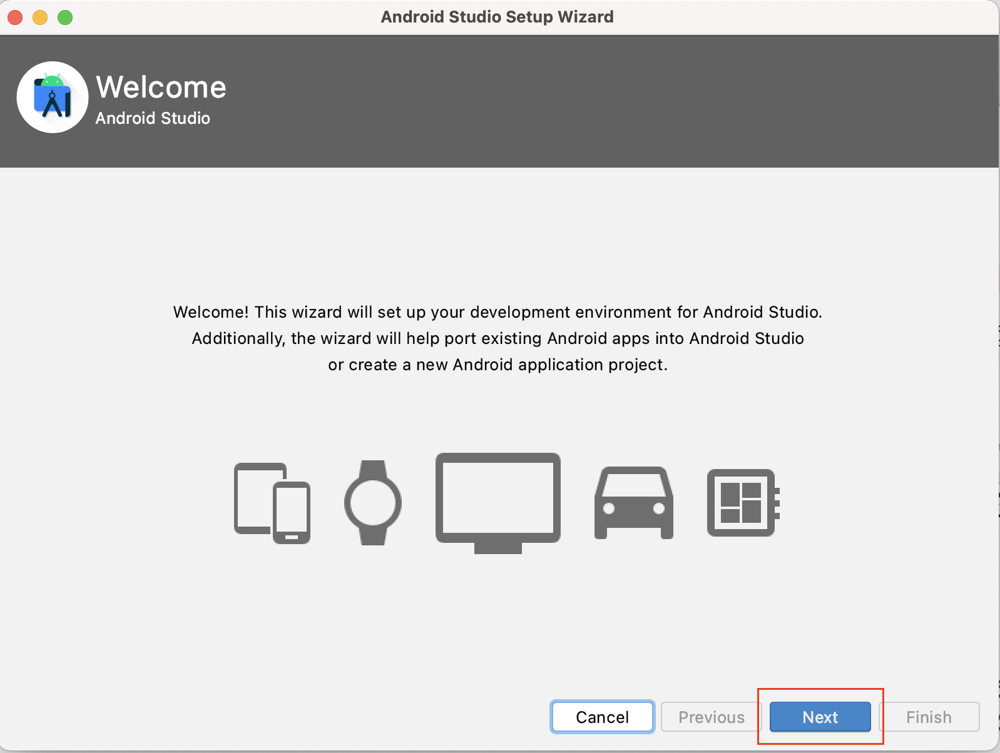 Android Studio Setup Wizard
Welcome
Android Studio
Welcome! This wizard will set up your development environment for Android Studio.
Additionally, the wizard will help port existing Android apps into Android Studio
or create a new Android application project.
Cancel
Previous
Next
Finish